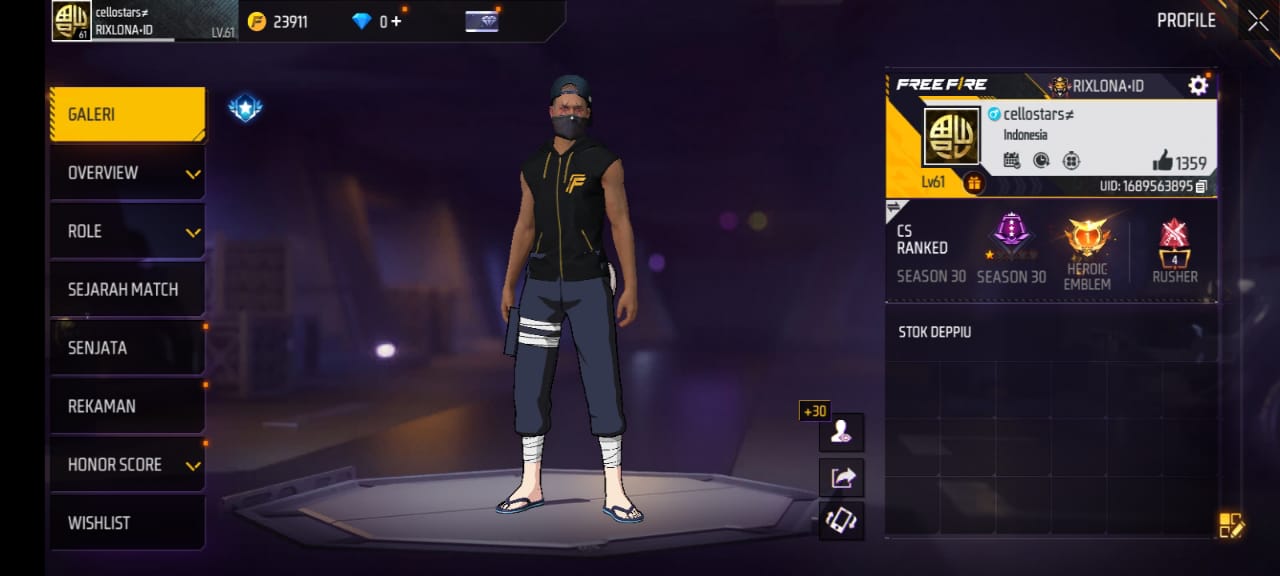 cellostars≠
RIXLONA•ID
61
LV.61
23911
0 +
PROFILE
GALERI
OVERVIEW
ROLE
SEJARAH MATCH
SENJATA
REKAMAN
HONOR SCORE
WISHLIST
+30
FREE FIRE
RIXLONA•ID
cellostars≠
Indonesia
1359
Lv61
UID: 1689563895
CS
RANKED
SEASON 30
SEASON 30
HEROIC
EMBLEM
4
RUSHER
STOK DEPPIU